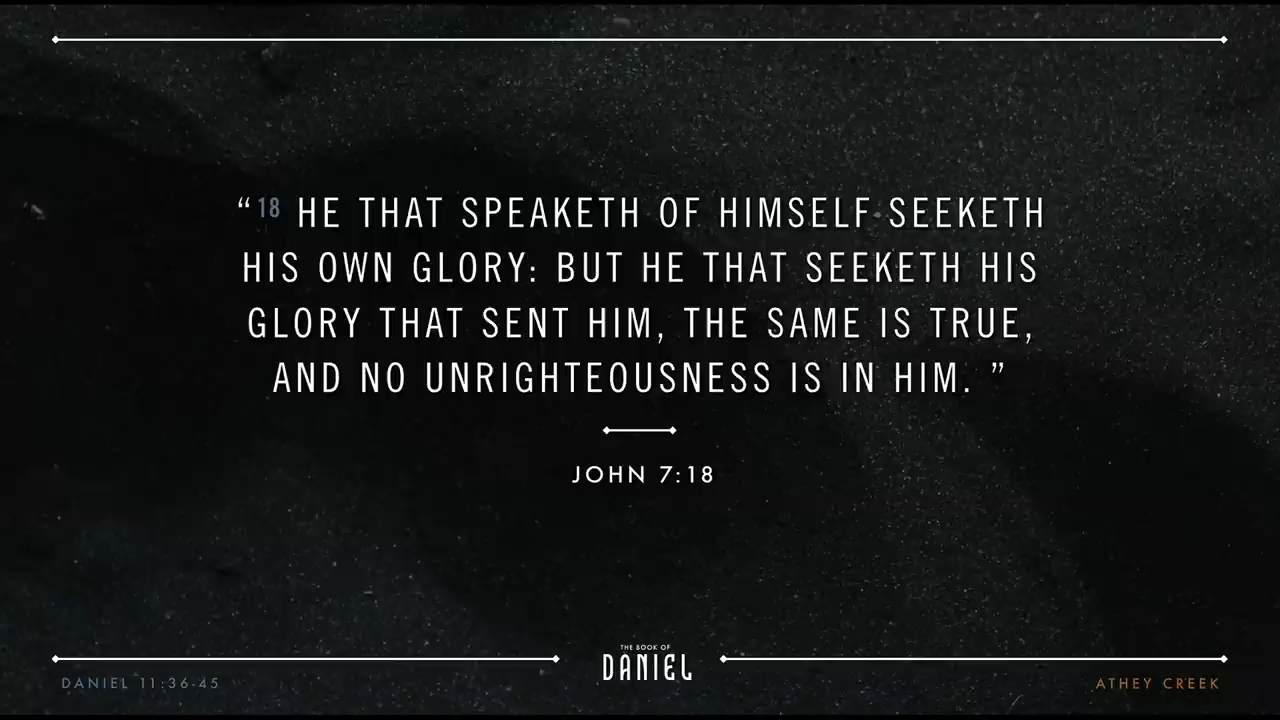 “18 HE THAT SPEAKETH OF HIMSELF SEEKETH
HIS OWN GLORY: BUT HE THAT SEEKETH HIS
GLORY THAT SENT HIM, THE SAME IS TRUE,
AND NO UNRIGHTEOUSNESS IS IN HIM. ”
JOHN 7:18
THE BOOK OF
DANIEL
DANIEL 11:36-45
ATHEY CREEK